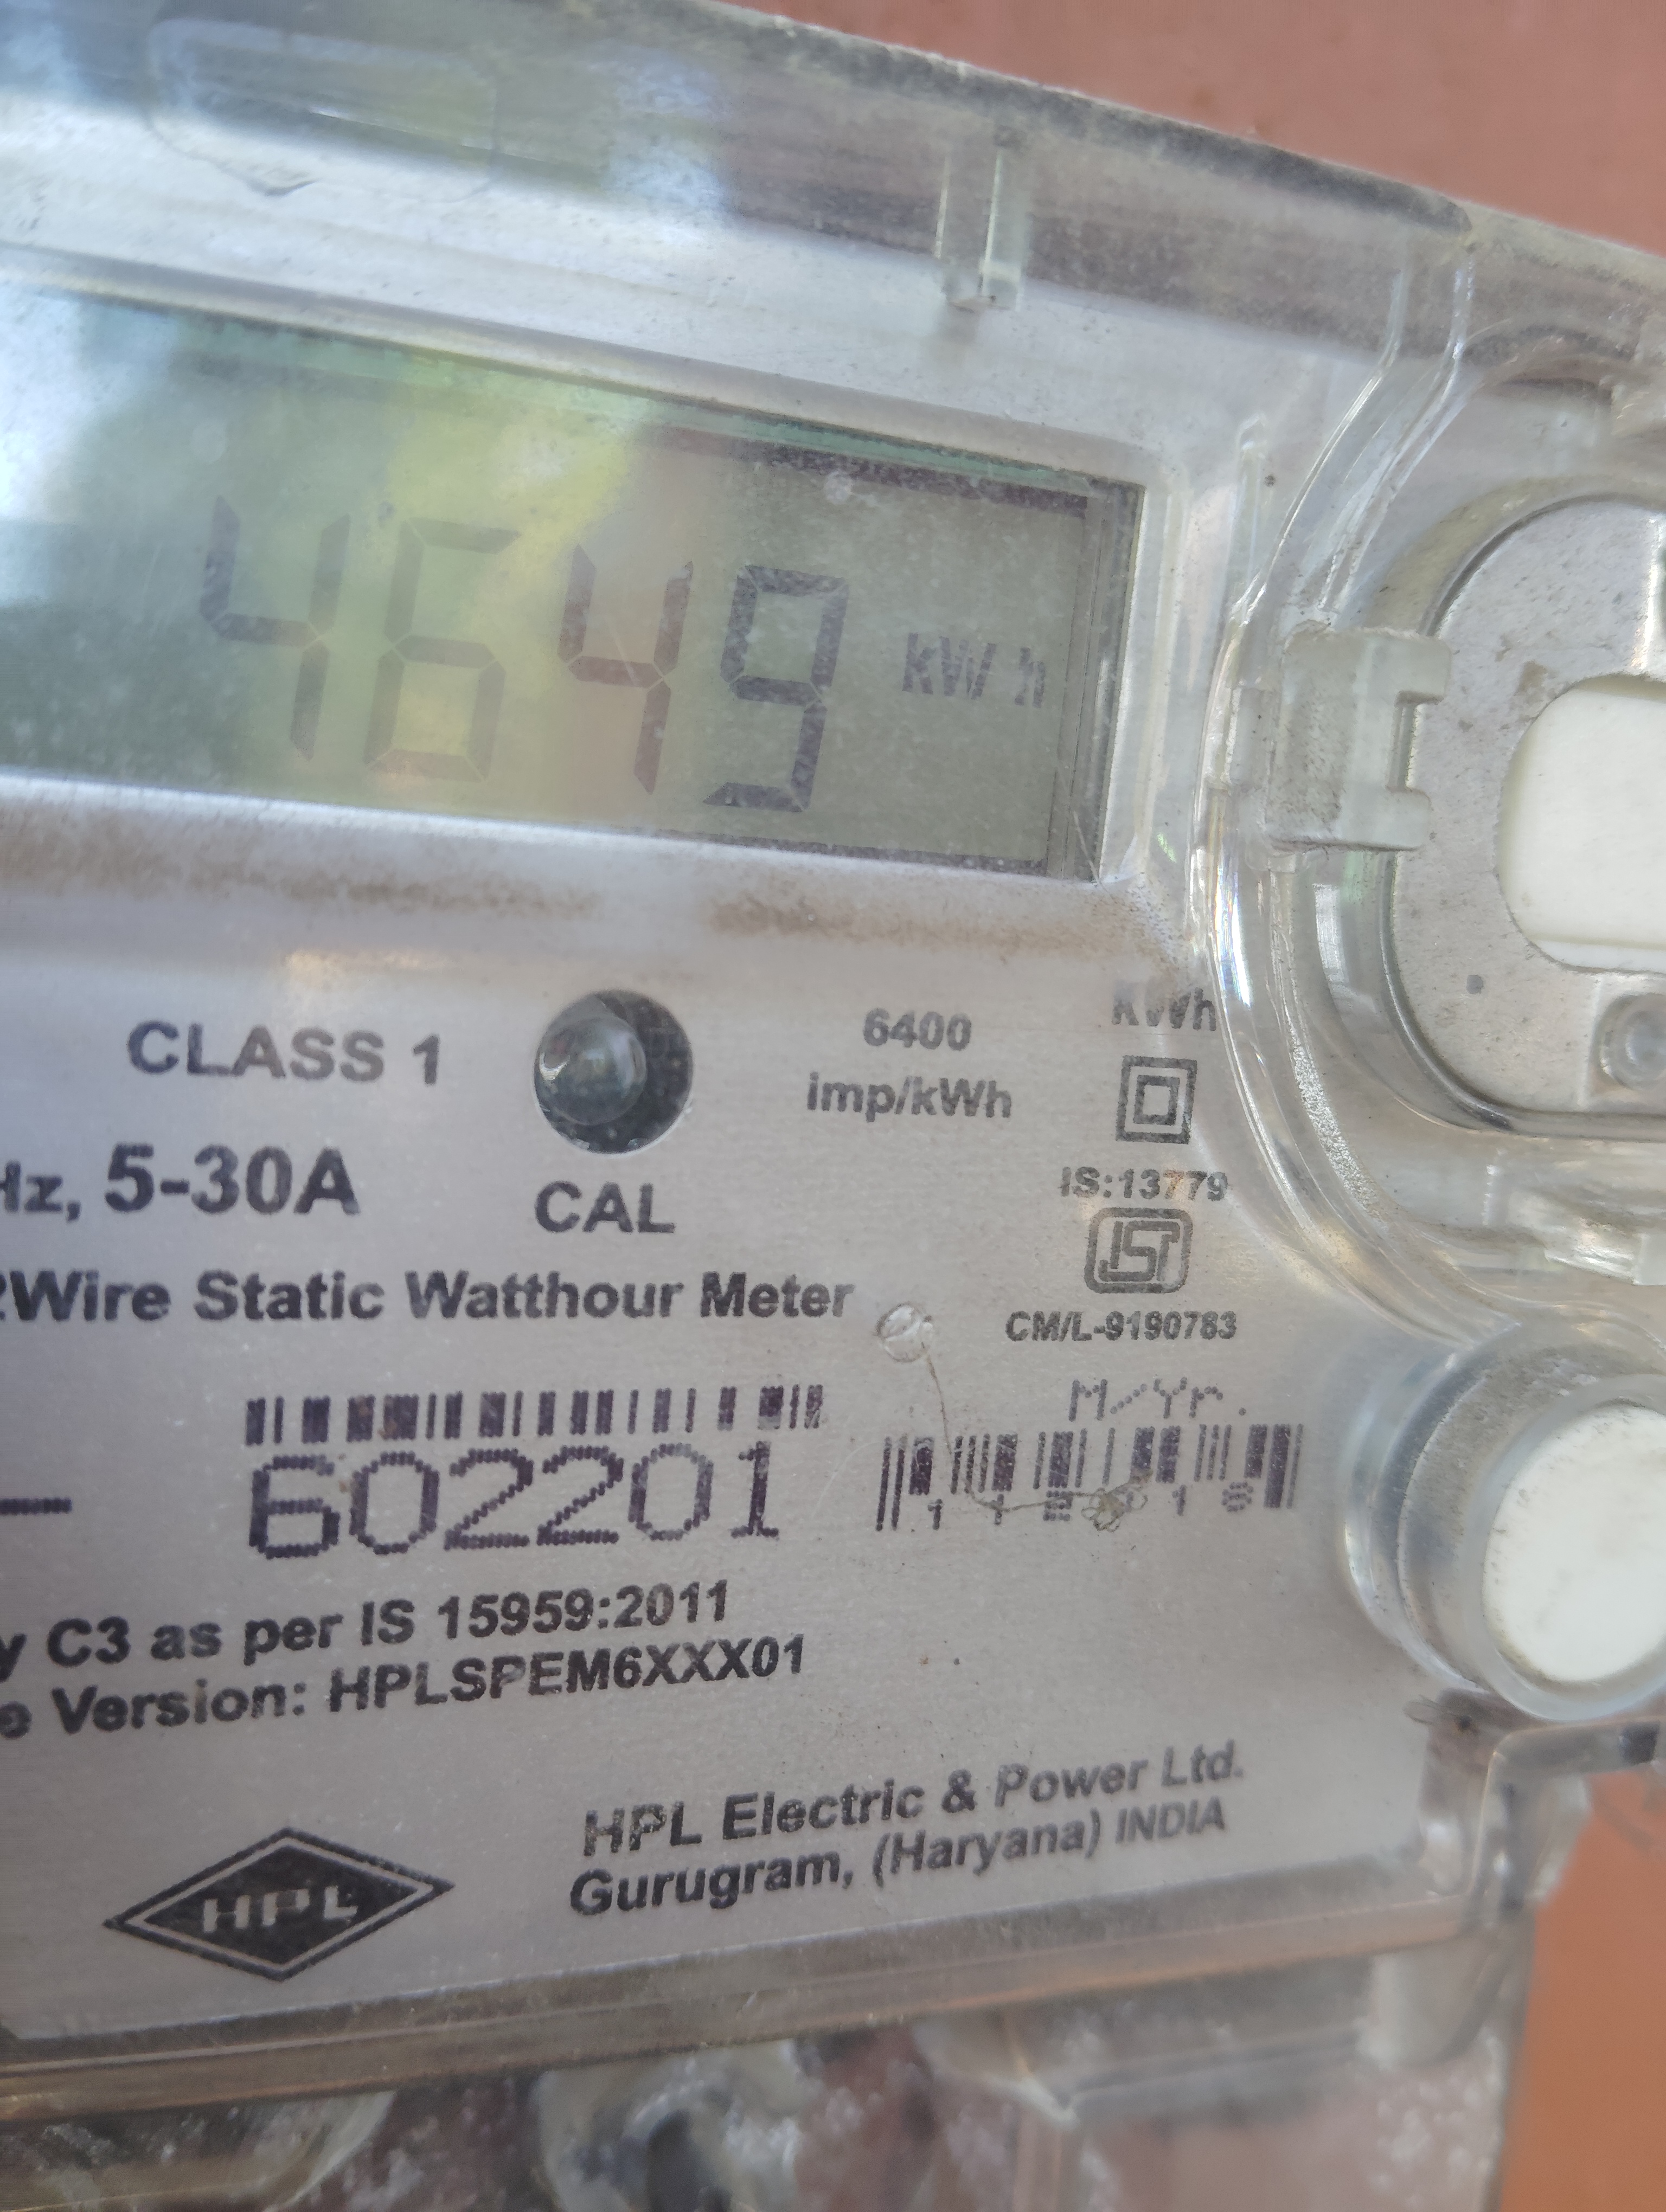 4649 kWh
CLASS 1
6400
imp/kWh
KWh
Hz, 5-30A
CAL
IS:13779
ISI
2Wire Static Watthour Meter
CM/L-9190783
M/Yr.
602201
y C3 as per IS 15959:2011
e Version: HPLSPEM6XXX01
HPL Electric & Power Ltd.
Gurugram, (Haryana) INDIA
HPL